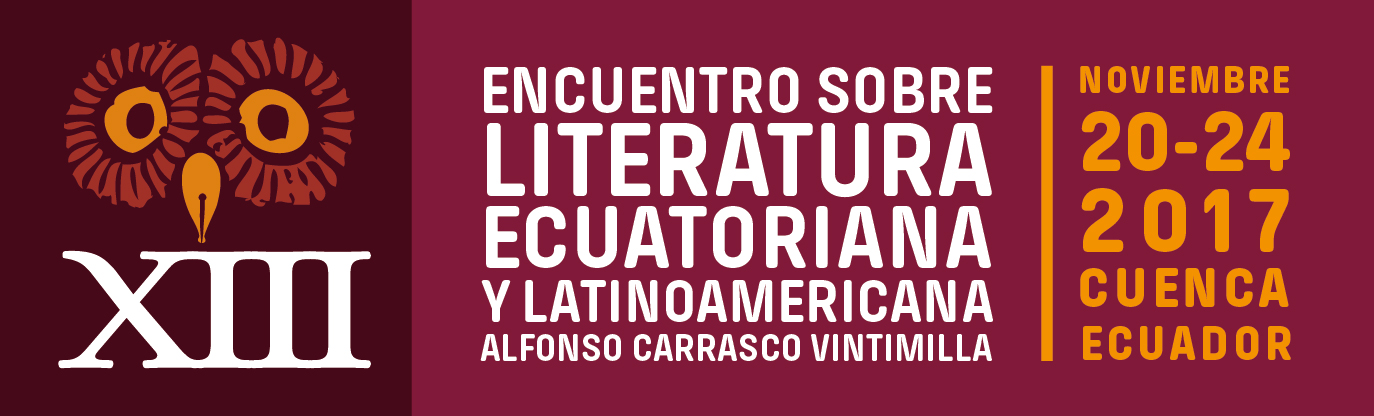 XIII
ENCUENTRO SOBRE
LITERATURA
ECUATORIANA
Y LATINOAMERICANA
ALFONSO CARRASCO VINTIMILLA
NOVIEMBRE
20-24
2017
CUENCA
ECUADOR